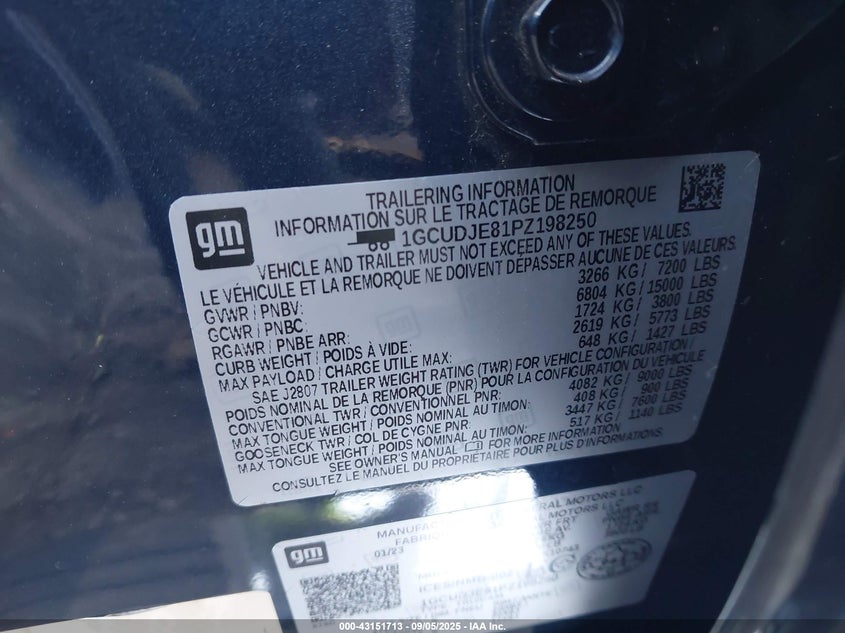 gm
TRAILERING INFORMATION
INFORMATION SUR LE TRACTAGE DE REMORQUE
1GCUDJE81PZ198250
VEHICLE AND TRAILER MUST NOT EXCEED ANY OF THESE VALUES.
LE VÉHICULE ET LA REMORQUE NE DOIVENT DÉPASSER AUCUNE DE CES VALEURS.
GVWR / PNBV: 3266 KG / 7200 LBS
GCWR / PNBC: 6804 KG / 15000 LBS
RGAWR / PNBE ARR: 1724 KG / 3800 LBS
CURB WEIGHT / POIDS À VIDE: 2619 KG / 5773 LBS
MAX PAYLOAD / CHARGE UTILE MAX: 648 KG / 1427 LBS
SAE J2807 TRAILER WEIGHT RATING (TWR) FOR VEHICLE CONFIGURATION /
POIDS NOMINAL DE LA REMORQUE (PNR) POUR LA CONFIGURATION DU VÉHICULE
CONVENTIONAL TWR / CONVENTIONNEL PNR: 4082 KG / 9000 LBS
MAX TONGUE WEIGHT / POIDS NOMINAL AU TIMON: 408 KG / 900 LBS
GOOSENECK TWR / COL DE CYGNE PNR: 3447 KG / 7600 LBS
MAX TONGUE WEIGHT / POIDS NOMINAL AU TIMON: 517 KG / 1140 LBS
SEE OWNER'S MANUAL FOR MORE INFORMATION
CONSULTEZ LE MANUEL DU PROPRIÉTAIRE POUR PLUS D'INFORMATIONS.
gm
MOTORS LLC
MOTORS LLC
01/23
000-43151713 - 09/05/2025 - IAA Inc.